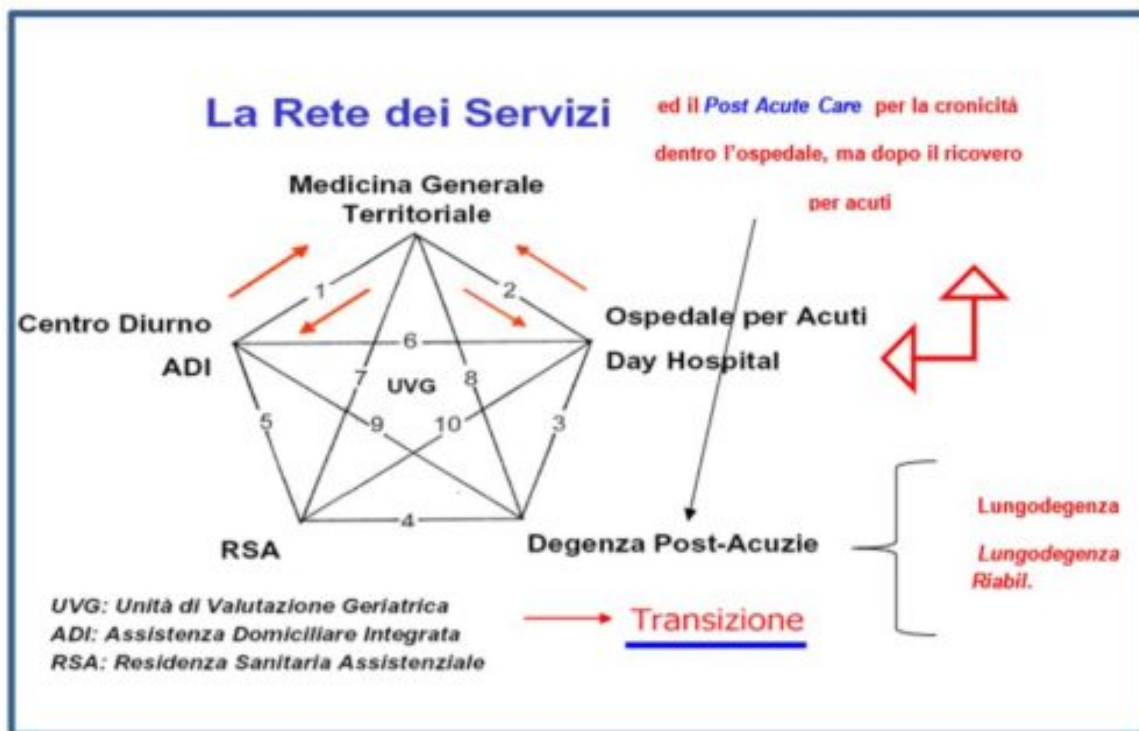 La Rete dei Servizi
ed il Post Acute Care per la cronicità
dentro l'ospedale, ma dopo il ricovero
per acuti
Medicina Generale
Territoriale
1
2
Centro Diurno
ADI
Ospedale per Acuti
Day Hospital
6
7
UVG
8
5
9
10
3
4
RSA
Degenza Post-Acuzie
Lungodegenza
Lungodegenza
Riabil.
UVG: Unità di Valutazione Geriatrica
ADI: Assistenza Domiciliare Integrata
RSA: Residenza Sanitaria Assistenziale
Transizione